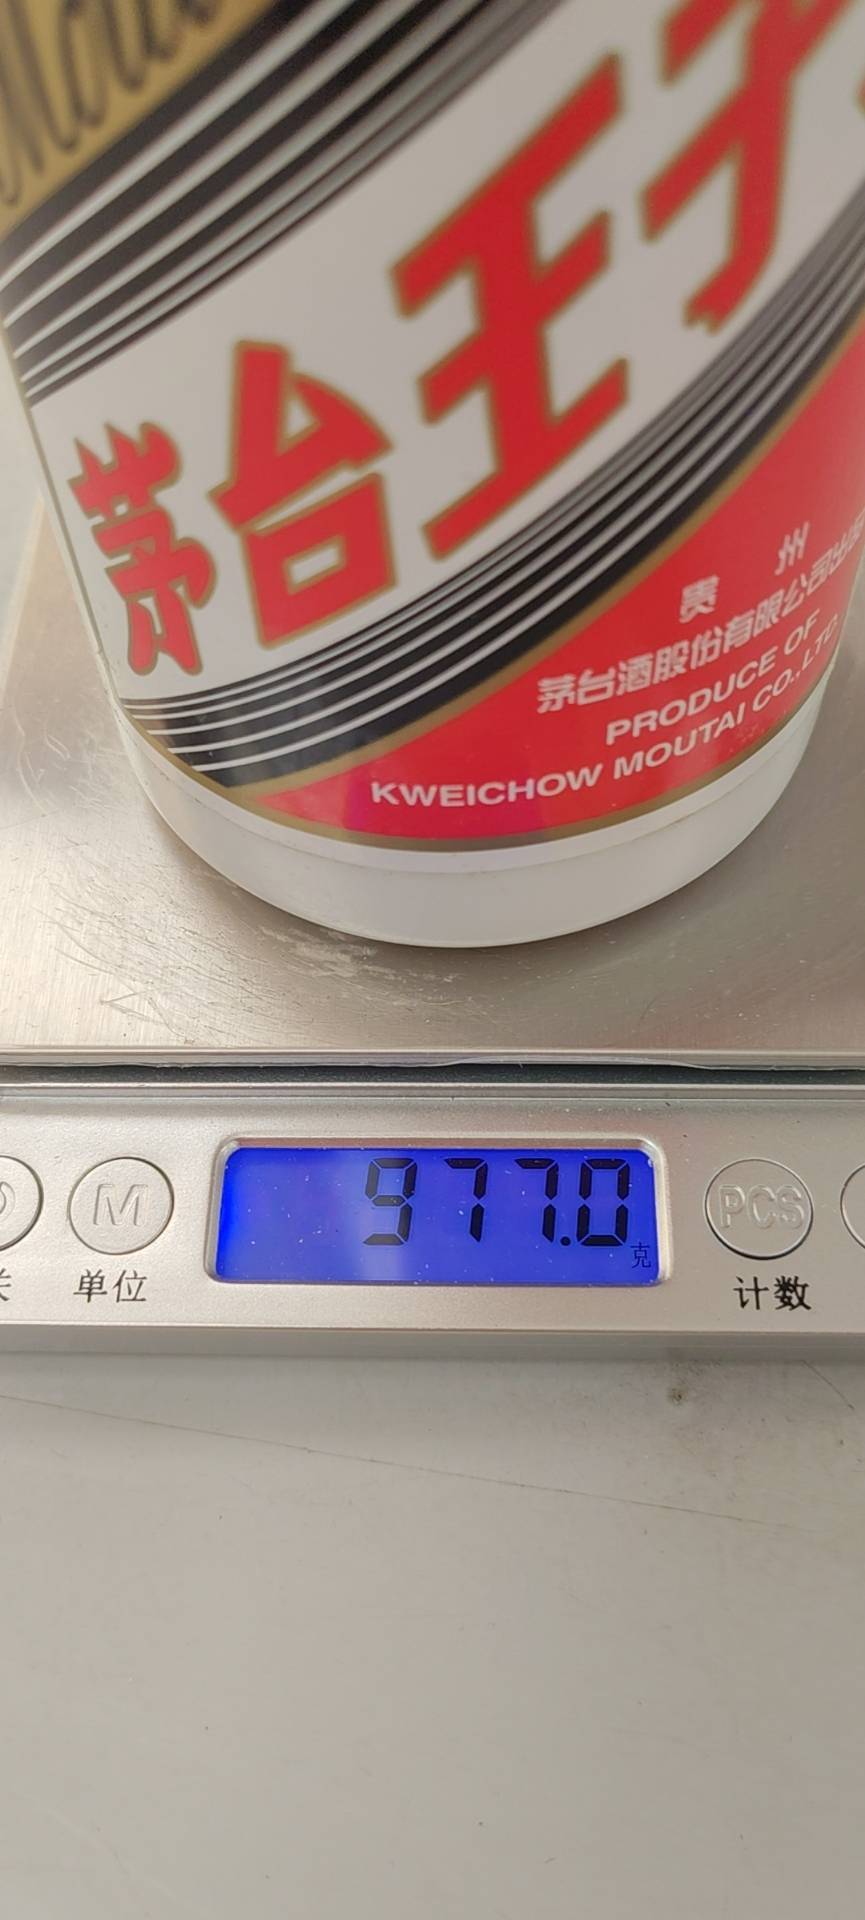 茅台王子
贵 州
茅台酒股份有限公司出
PRODUCE OF
KWEICHOW MOUTAI CO.,LTD.
977.0
克
M
PCS
单位
计数